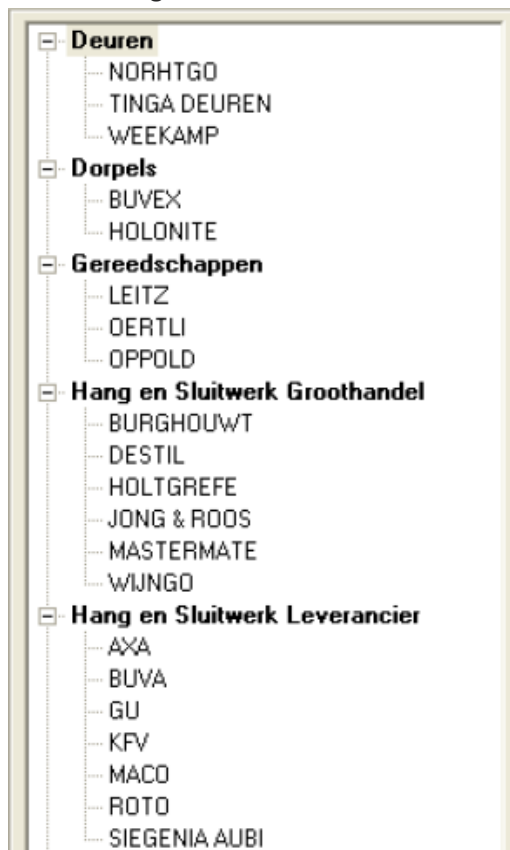 Deuren
NORHTGO
TINGA DEUREN
WEEKAMP
Dorpels
BUVEX
HOLONITE
Gereedschappen
LEITZ
OERTLI
OPPOLD
Hang en Sluitwerk Groothandel
BURGHOUWT
DESTIL
HOLTGREFE
JONG & ROOS
MASTERMATE
WIJNGO
Hang en Sluitwerk Leverancier
AXA
BUVA
GU
KFV
MACO
ROTO
SIEGENIA AUBI